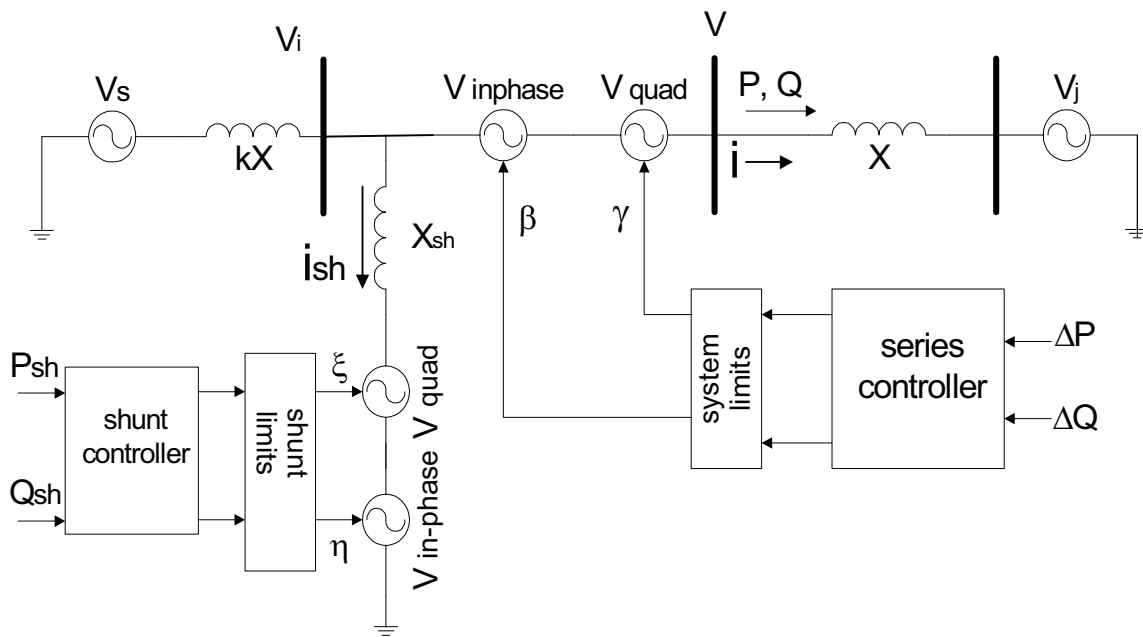 Vi
V
Vs
V inphase
V quad
P, Q
Vj
kX
i
X
β
γ
Xsh
ish
Psh
ξ
V quad
system
limits
series
controller
ΔP
shunt
controller
shunt
limits
ΔQ
Qsh
η
V in-phase